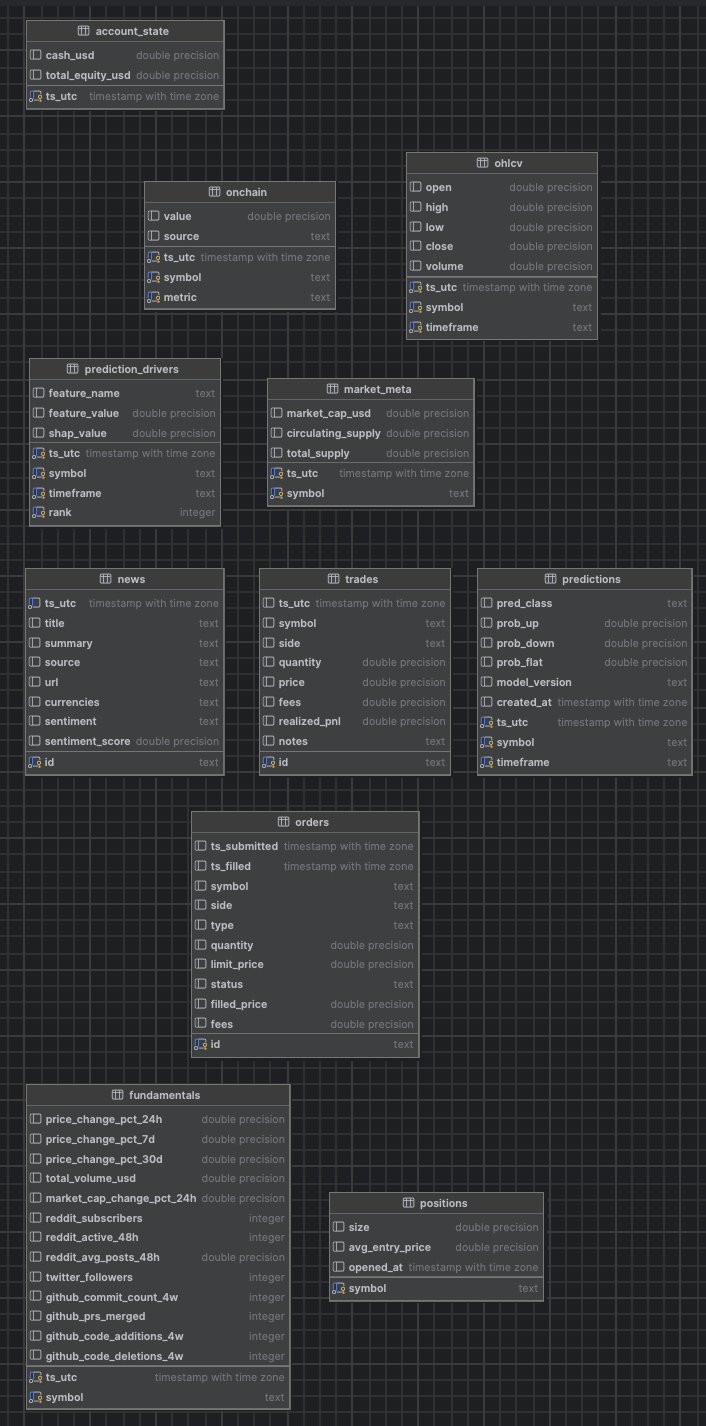 account_state
cash_usd double precision
total_equity_usd double precision
ts_utc timestamp with time zone
onchain
value double precision
source text
ts_utc timestamp with time zone
symbol text
metric text
ohlcv
open double precision
high double precision
low double precision
close double precision
volume double precision
ts_utc timestamp with time zone
symbol text
timeframe text
prediction_drivers
feature_name text
feature_value double precision
shap_value double precision
ts_utc timestamp with time zone
symbol text
timeframe text
rank integer
market_meta
market_cap_usd double precision
circulating_supply double precision
total_supply double precision
ts_utc timestamp with time zone
symbol text
news
ts_utc timestamp with time zone
title text
summary text
source text
url text
currencies text
sentiment text
sentiment_score double precision
id text
trades
ts_utc timestamp with time zone
symbol text
side text
quantity double precision
price double precision
fees double precision
realized_pnl double precision
notes text
id text
predictions
pred_class text
prob_up double precision
prob_down double precision
prob_flat double precision
model_version text
created_at timestamp with time zone
ts_utc timestamp with time zone
symbol text
timeframe text
orders
ts_submitted timestamp with time zone
ts_filled timestamp with time zone
symbol text
side text
type text
quantity double precision
limit_price double precision
status text
filled_price double precision
fees double precision
id text
fundamentals
price_change_pct_24h double precision
price_change_pct_7d double precision
price_change_pct_30d double precision
total_volume_usd double precision
market_cap_change_pct_24h double precision
reddit_subscribers integer
reddit_active_48h integer
reddit_avg_posts_48h double precision
twitter_followers integer
github_commit_count_4w integer
github_prs_merged integer
github_code_additions_4w integer
github_code_deletions_4w integer
ts_utc timestamp with time zone
symbol text
positions
size double precision
avg_entry_price double precision
opened_at timestamp with time zone
symbol text